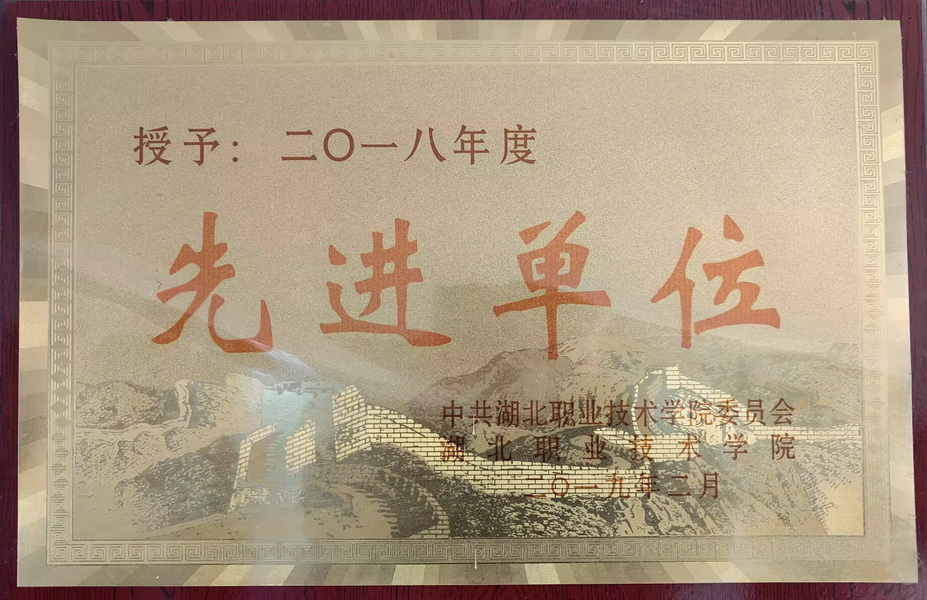 授予：二〇一八年度
先进单位
中共湖北职业技术学院委员会
湖北职业技术学院
二〇一九年二月